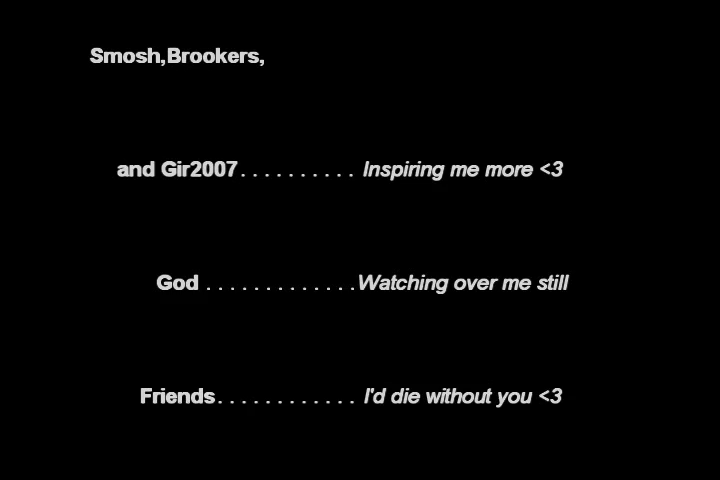 Smosh,Brookers,
and Gir2007.......... Inspiring me more <3
God .............Watching over me still
Friends............ I'd die without you <3